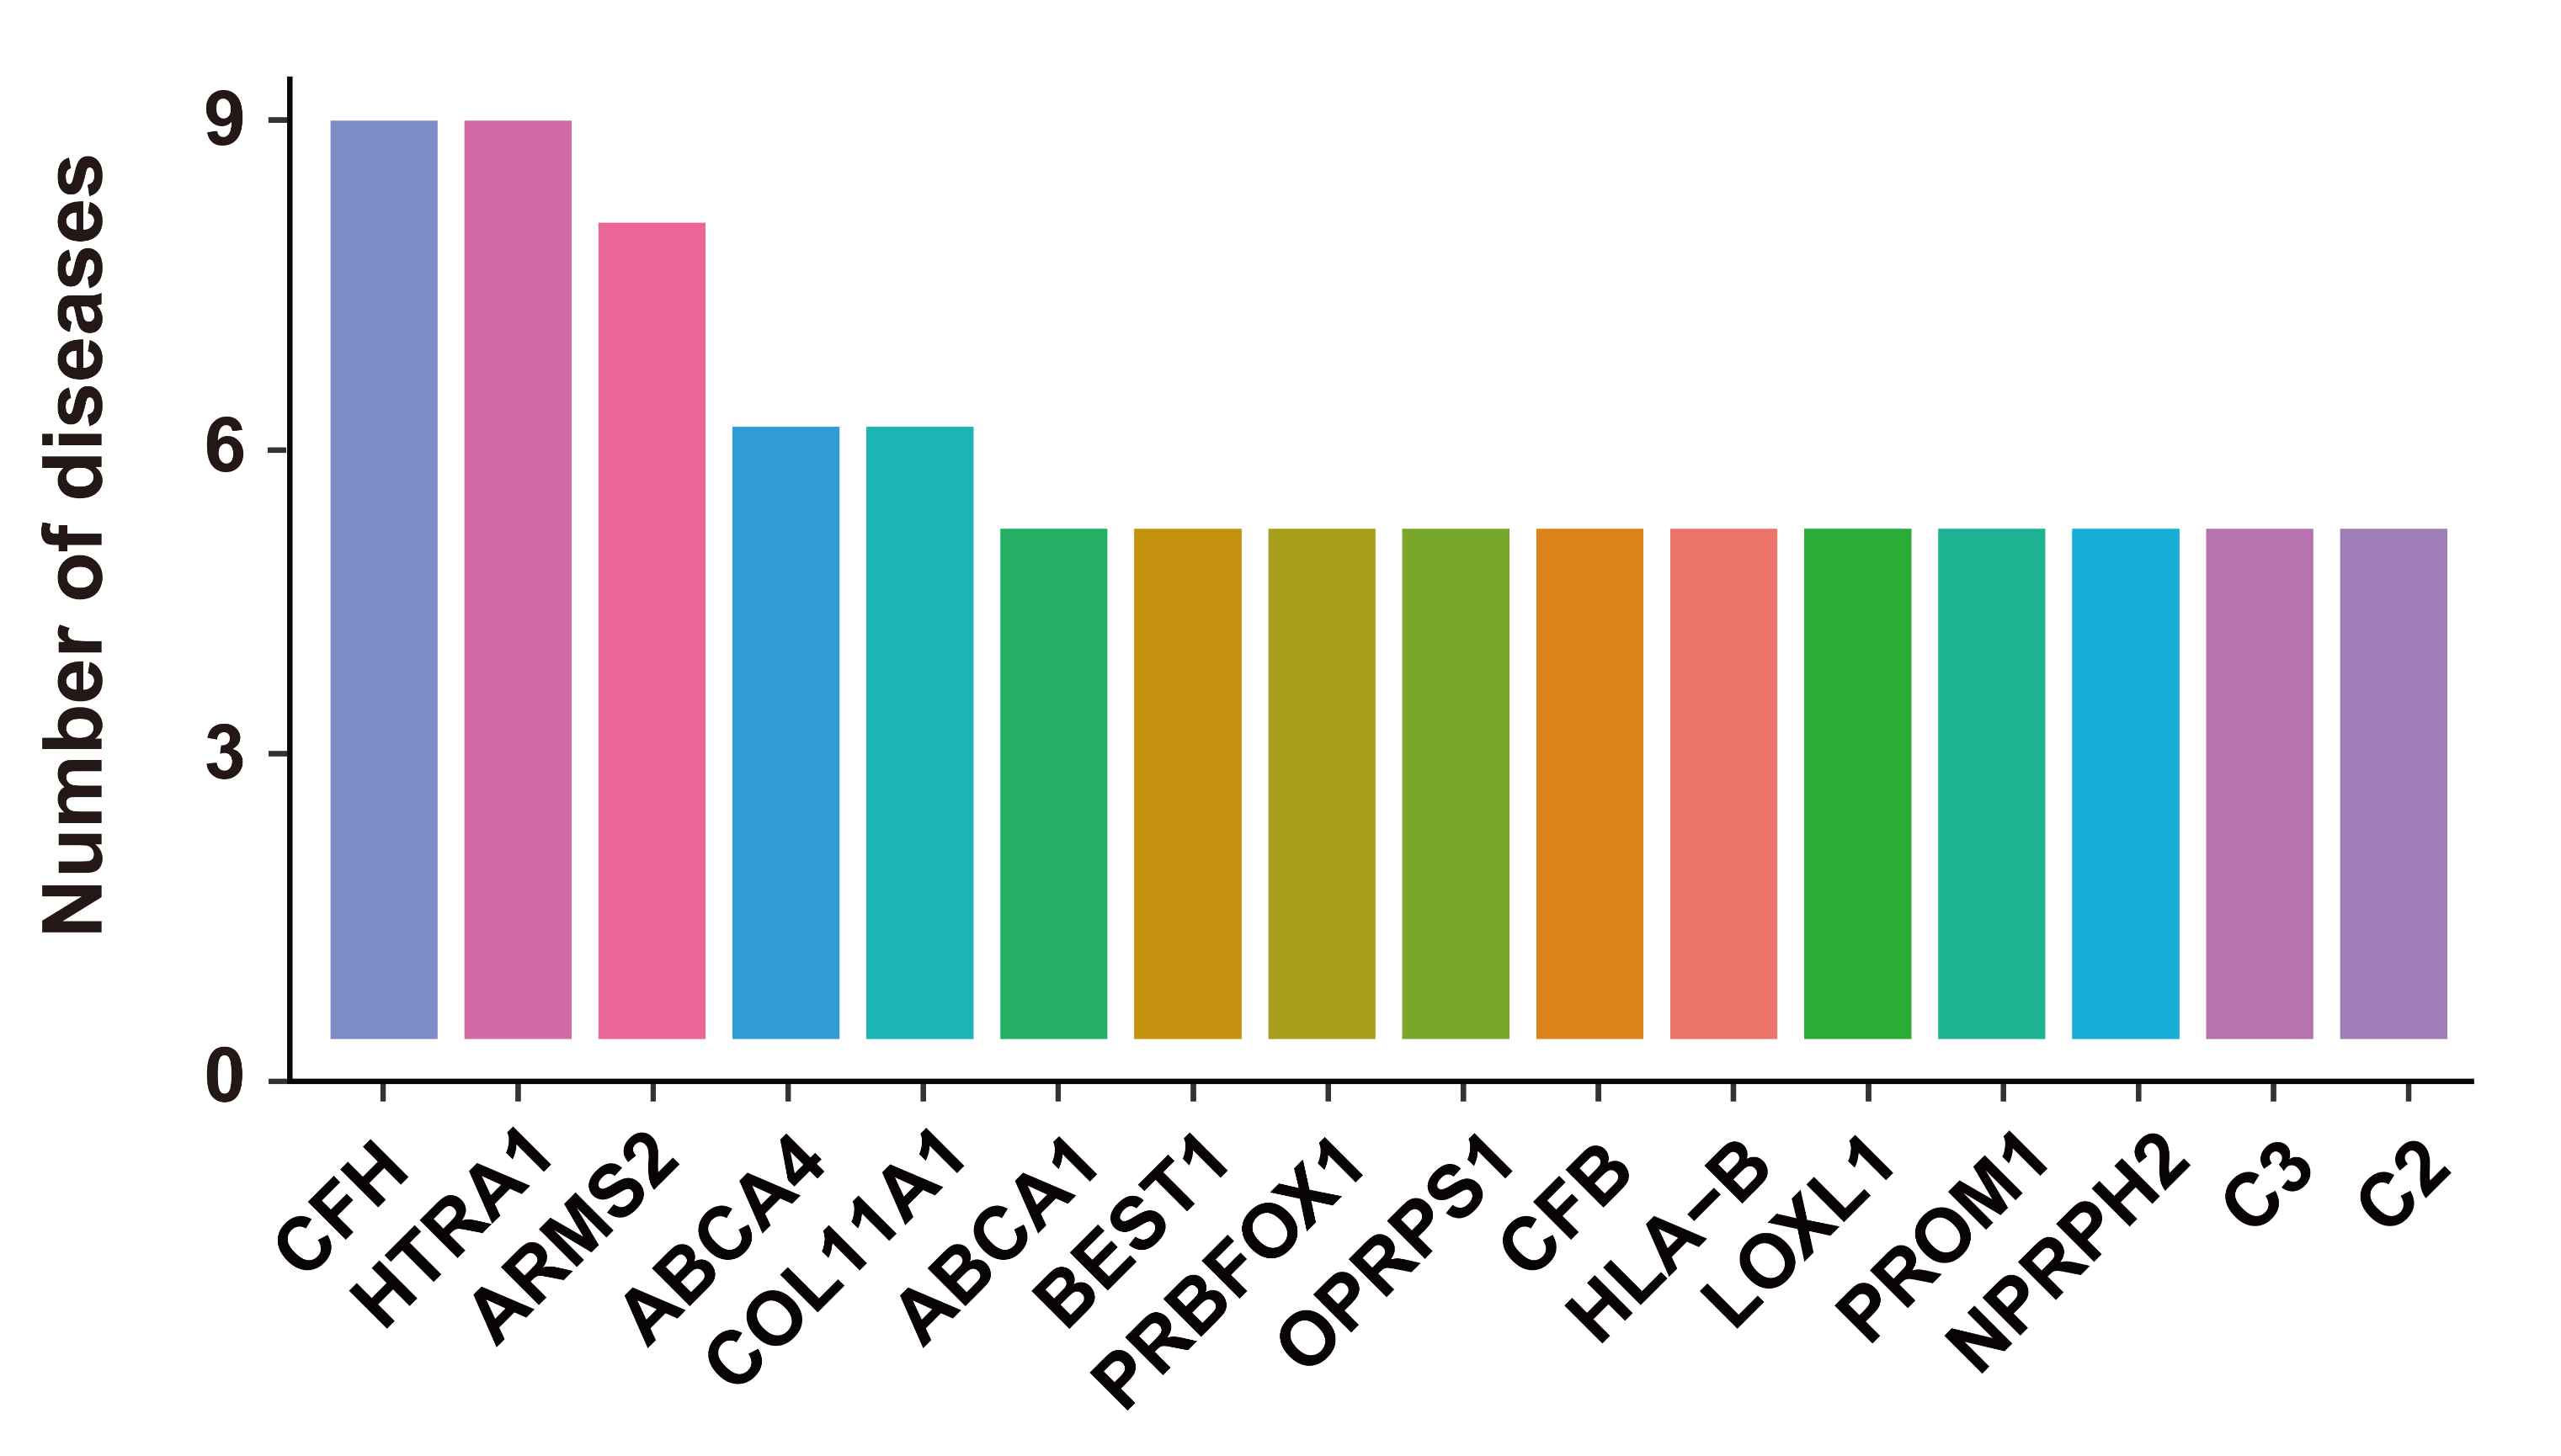 Number of diseases
9
6
3
0
CFH
HTRA1
ARMS2
ABCA4
COL11A1
ABCA1
BEST1
PRBFOX1
OPRPS1
CFB
HLA−B
LOXL1
PROM1
NPRPH2
C3
C2